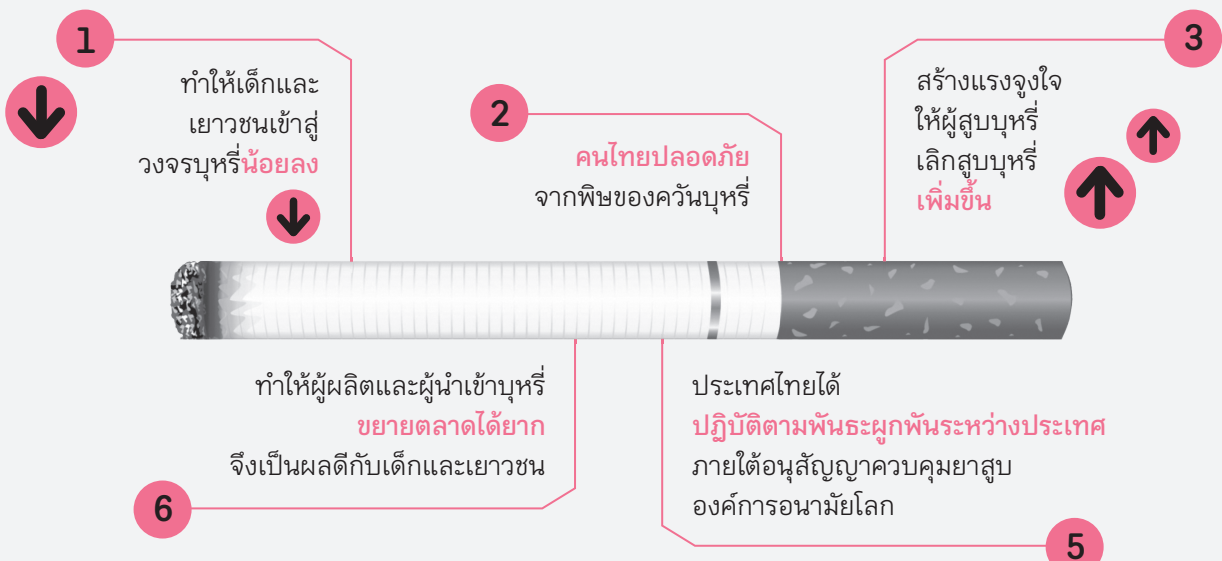 1
ทำให้เด็กและ
เยาวชนเข้าสู่
วงจรบุหรี่น้อยลง
2
คนไทยปลอดภัย
จากพิษของควันบุหรี่
3
สร้างแรงจูงใจ
ให้ผู้สูบบุหรี่
เลิกสูบบุหรี่
เพิ่มขึ้น
ทำให้ผู้ผลิตและผู้นำเข้าบุหรี่
ขยายตลาดได้ยาก
จึงเป็นผลดีกับเด็กและเยาวชน
6
ประเทศไทยได้
ปฏิบัติตามพันธะผูกพันระหว่างประเทศ
ภายใต้อนุสัญญาควบคุมยาสูบ
องค์การอนามัยโลก
5